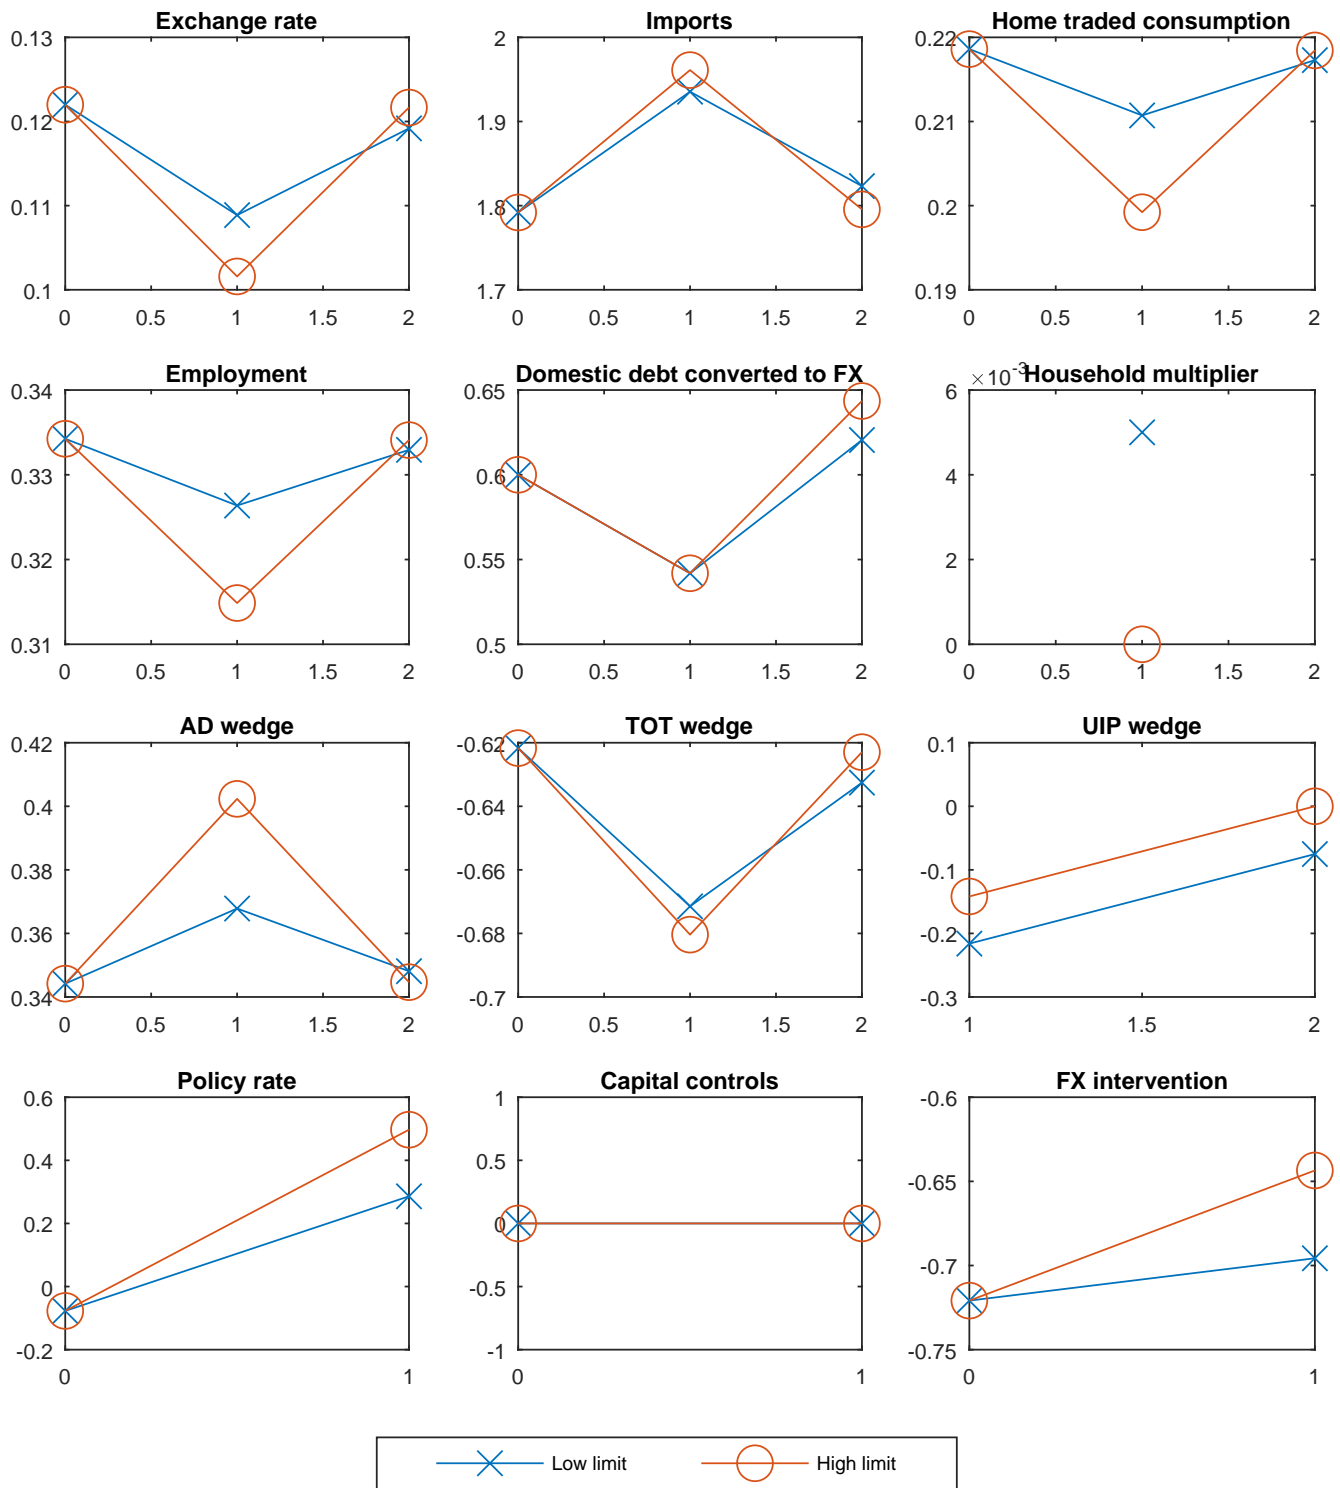 Exchange rate
0.13
0.12
0.11
0.1
0 0.5 1 1.5 2
Imports
2
1.9
1.8
1.7
0 0.5 1 1.5 2
Home traded consumption
0.22
0.21
0.2
0.19
0 0.5 1 1.5 2
Employment
0.34
0.33
0.32
0.31
0 0.5 1 1.5 2
Domestic debt converted to FX
0.65
0.6
0.55
0.5
0 0.5 1 1.5 2
×10-3
Household multiplier
6
4
2
0
0 0.5 1 1.5 2
AD wedge
0.42
0.4
0.38
0.36
0.34
0 0.5 1 1.5 2
TOT wedge
-0.62
-0.64
-0.66
-0.68
-0.7
0 0.5 1 1.5 2
UIP wedge
0.1
0
-0.1
-0.2
-0.3
1 1.5 2
Policy rate
0.6
0.4
0.2
0
-0.2
0 1
Capital controls
1
0.5
0
-0.5
-1
0 1
FX intervention
-0.6
-0.65
-0.7
-0.75
0 1
Low limit High limit